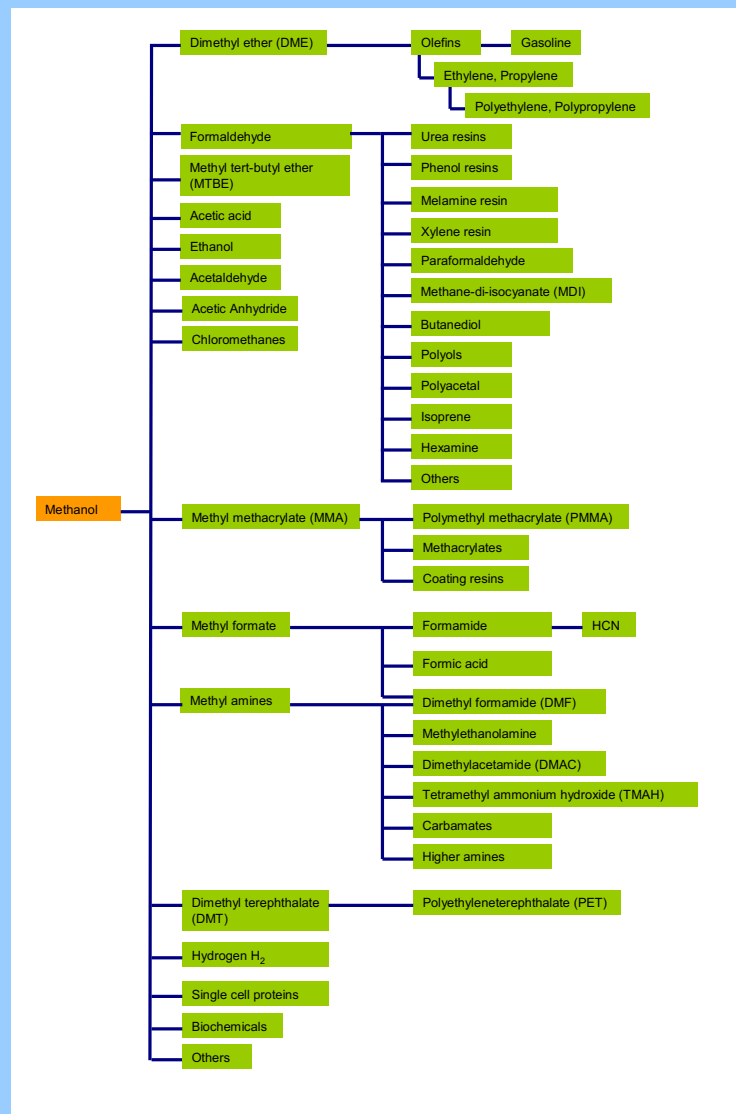 Dimethyl ether (DME)
Olefins
Gasoline
Ethylene, Propylene
Polyethylene, Polypropylene
Formaldehyde
Urea resins
Methyl tert-butyl ether
(MTBE)
Phenol resins
Melamine resin
Acetic acid
Xylene resin
Ethanol
Paraformaldehyde
Acetaldehyde
Methane-di-isocyanate (MDI)
Acetic Anhydride
Butanediol
Chloromethanes
Polyols
Polyacetal
Isoprene
Hexamine
Others
Methanol
Methyl methacrylate (MMA)
Polymethyl methacrylate (PMMA)
Methacrylates
Coating resins
Methyl formate
Formamide
HCN
Formic acid
Methyl amines
Dimethyl formamide (DMF)
Methylethanolamine
Dimethylacetamide (DMAC)
Tetramethyl ammonium hydroxide (TMAH)
Carbamates
Higher amines
Dimethyl terephthalate
(DMT)
Polyethyleneterephthalate (PET)
Hydrogen H₂
Single cell proteins
Biochemicals
Others